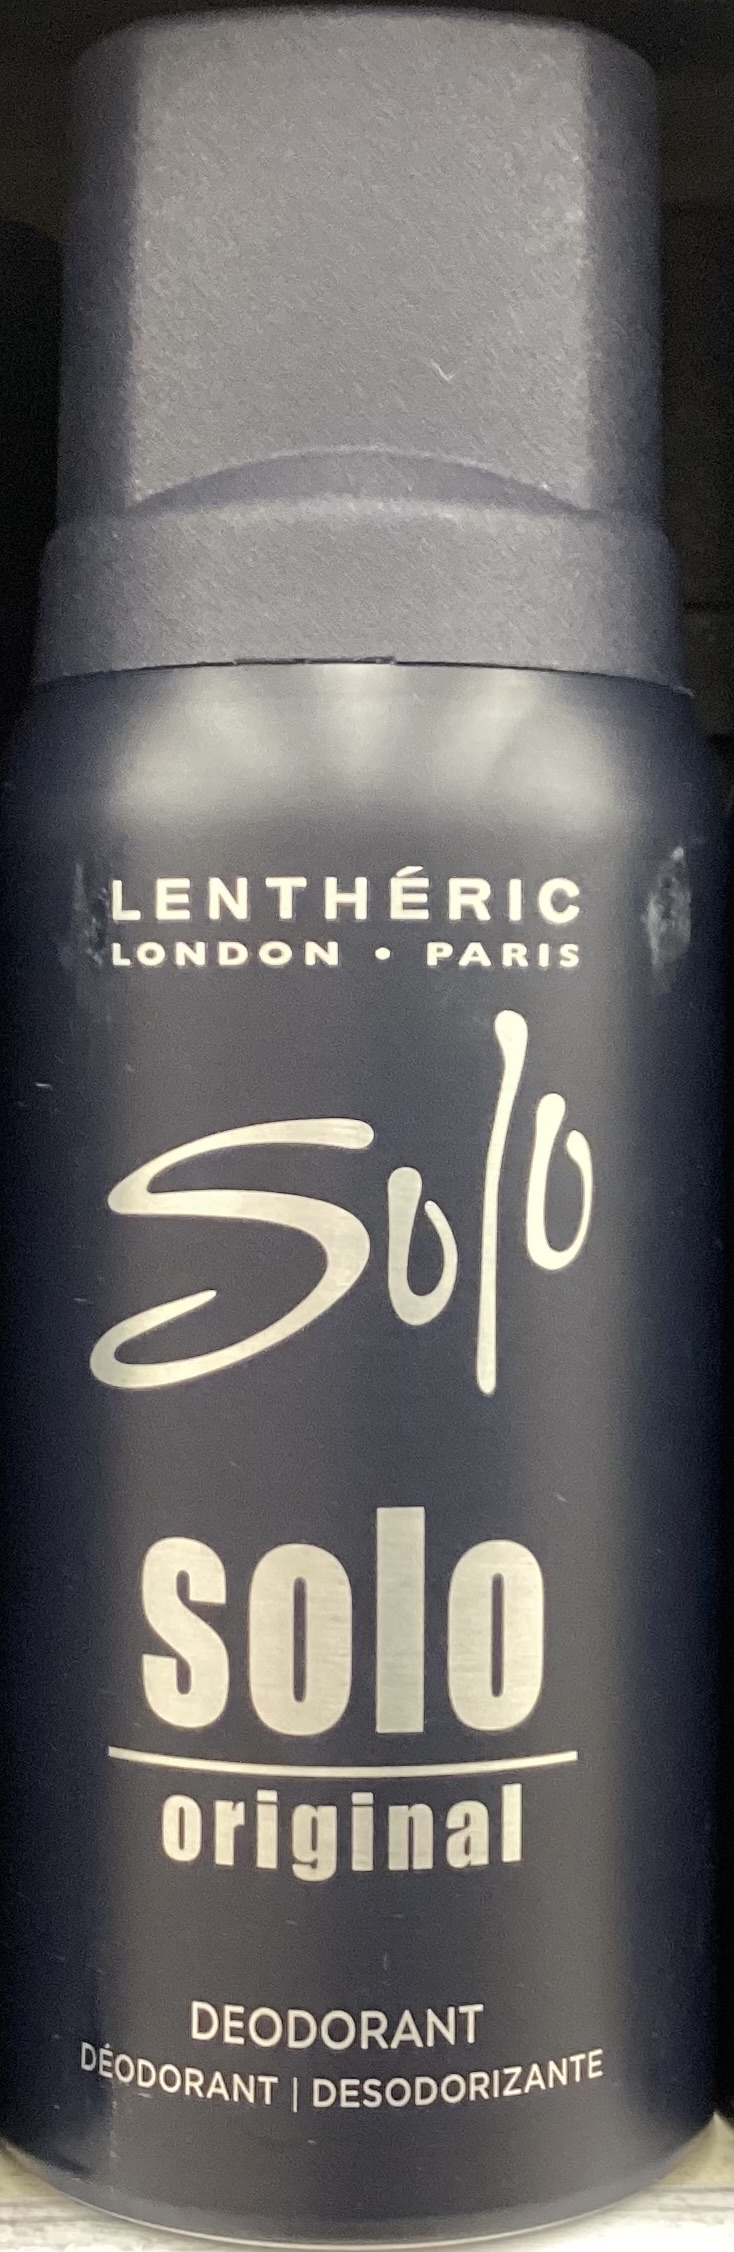 LENTHÉRIC
LONDON • PARIS
Solo
solo
original
DEODORANT
DÉODORANT | DESODORIZANTE